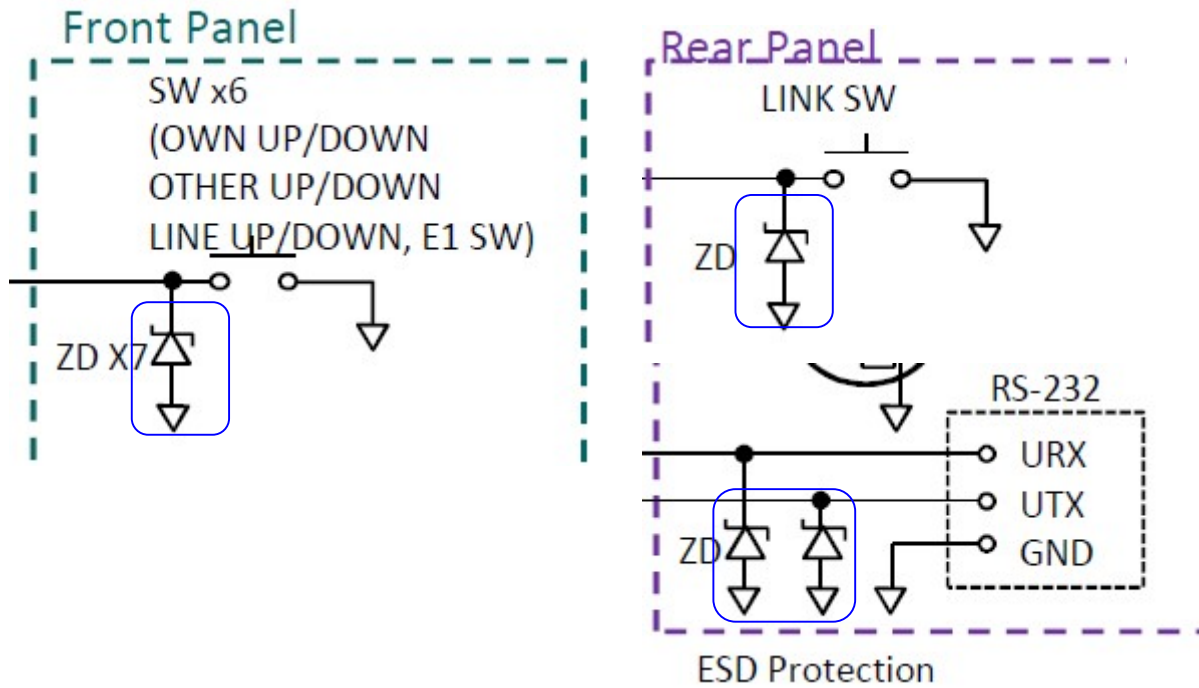 Front Panel
SW x6
(OWN UP/DOWN
OTHER UP/DOWN
LINE UP/DOWN, E1 SW)
ZD X7
Rear Panel
LINK SW
ZD
RS-232
URX
UTX
ZD
GND
ESD Protection